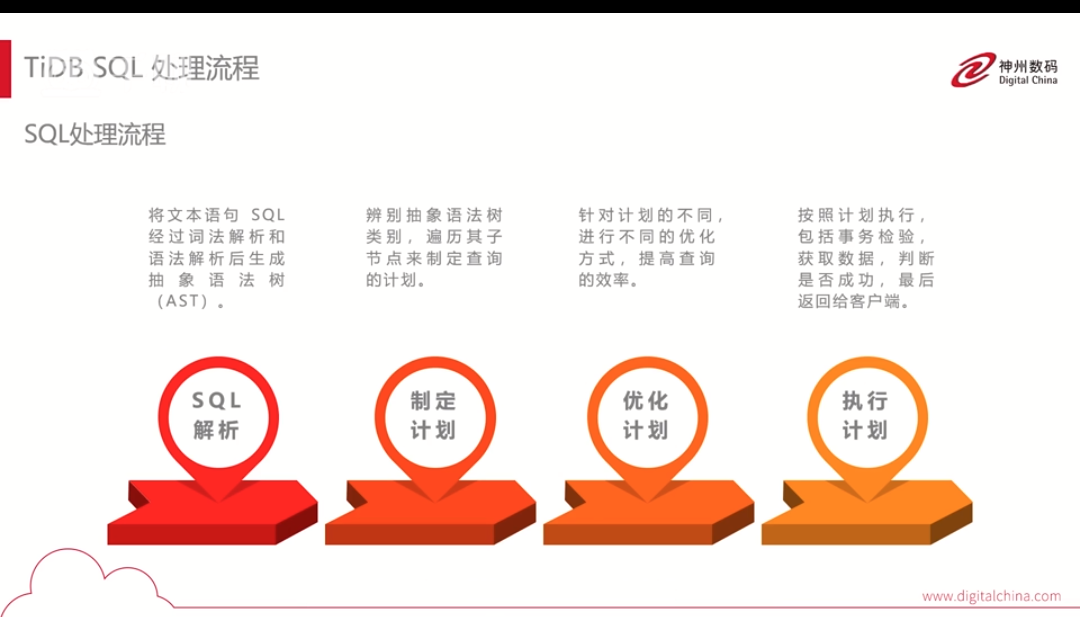 TiDB SQL 处理流程
神州数码
Digital China
SQL处理流程
将文本语句 SQL
经过词法解析和
语法解析后生成
抽象语法树
（AST）。
辨别抽象语法树
类别，遍历其子
节点来制定查询
的计划。
针对计划的不同，
进行不同的优化
方式，提高查询
的效率。
按照计划执行，
包括事务检验，
获取数据，判断
是否成功，最后
返回给客户端。
SQL
解析
制定
计划
优化
计划
执行
计划
www.digitalchina.com